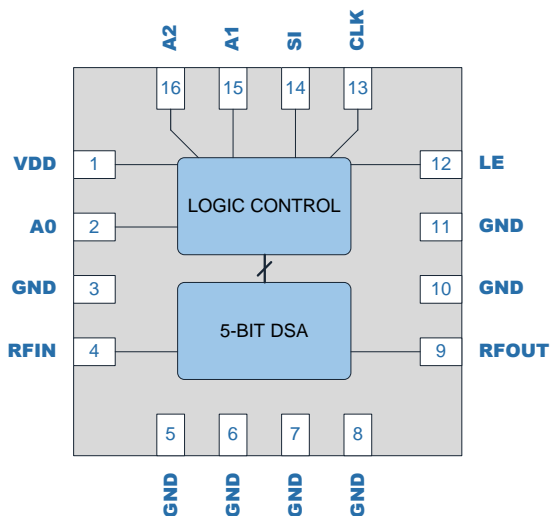 A2 A1 SI CLK
16 15 14 13
VDD 1 12 LE
LOGIC CONTROL
A0 2 11 GND
GND 3 10 GND
5-BIT DSA
RFIN 4 9 RFOUT
5 6 7 8
GND GND GND GND